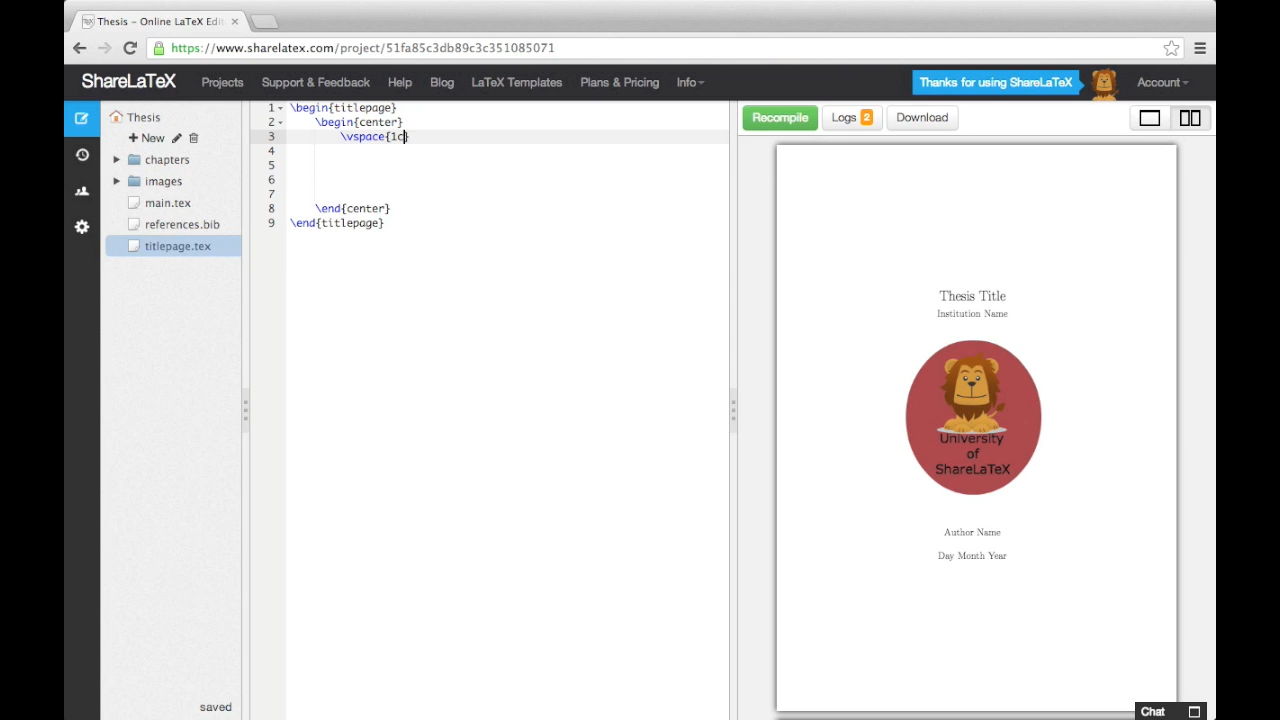 Thesis – Online LaTeX Edi
https://www.sharelatex.com/project/51fa85c3db89c3c351085071
ShareLaTeX Projects Support & Feedback Help Blog LaTeX Templates Plans & Pricing Info Thanks for using ShareLaTeX Account
Thesis
+ New
chapters
images
main.tex
references.bib
titlepage.tex
saved
1 \begin{titlepage}
2 \begin{center}
3 \vspace{1c}
4
5
6
7
8 \end{center}
9 \end{titlepage}
Recompile Logs 2 Download
Thesis Title
Institution Name
University
of
ShareLaTeX
Author Name
Day Month Year
Chat